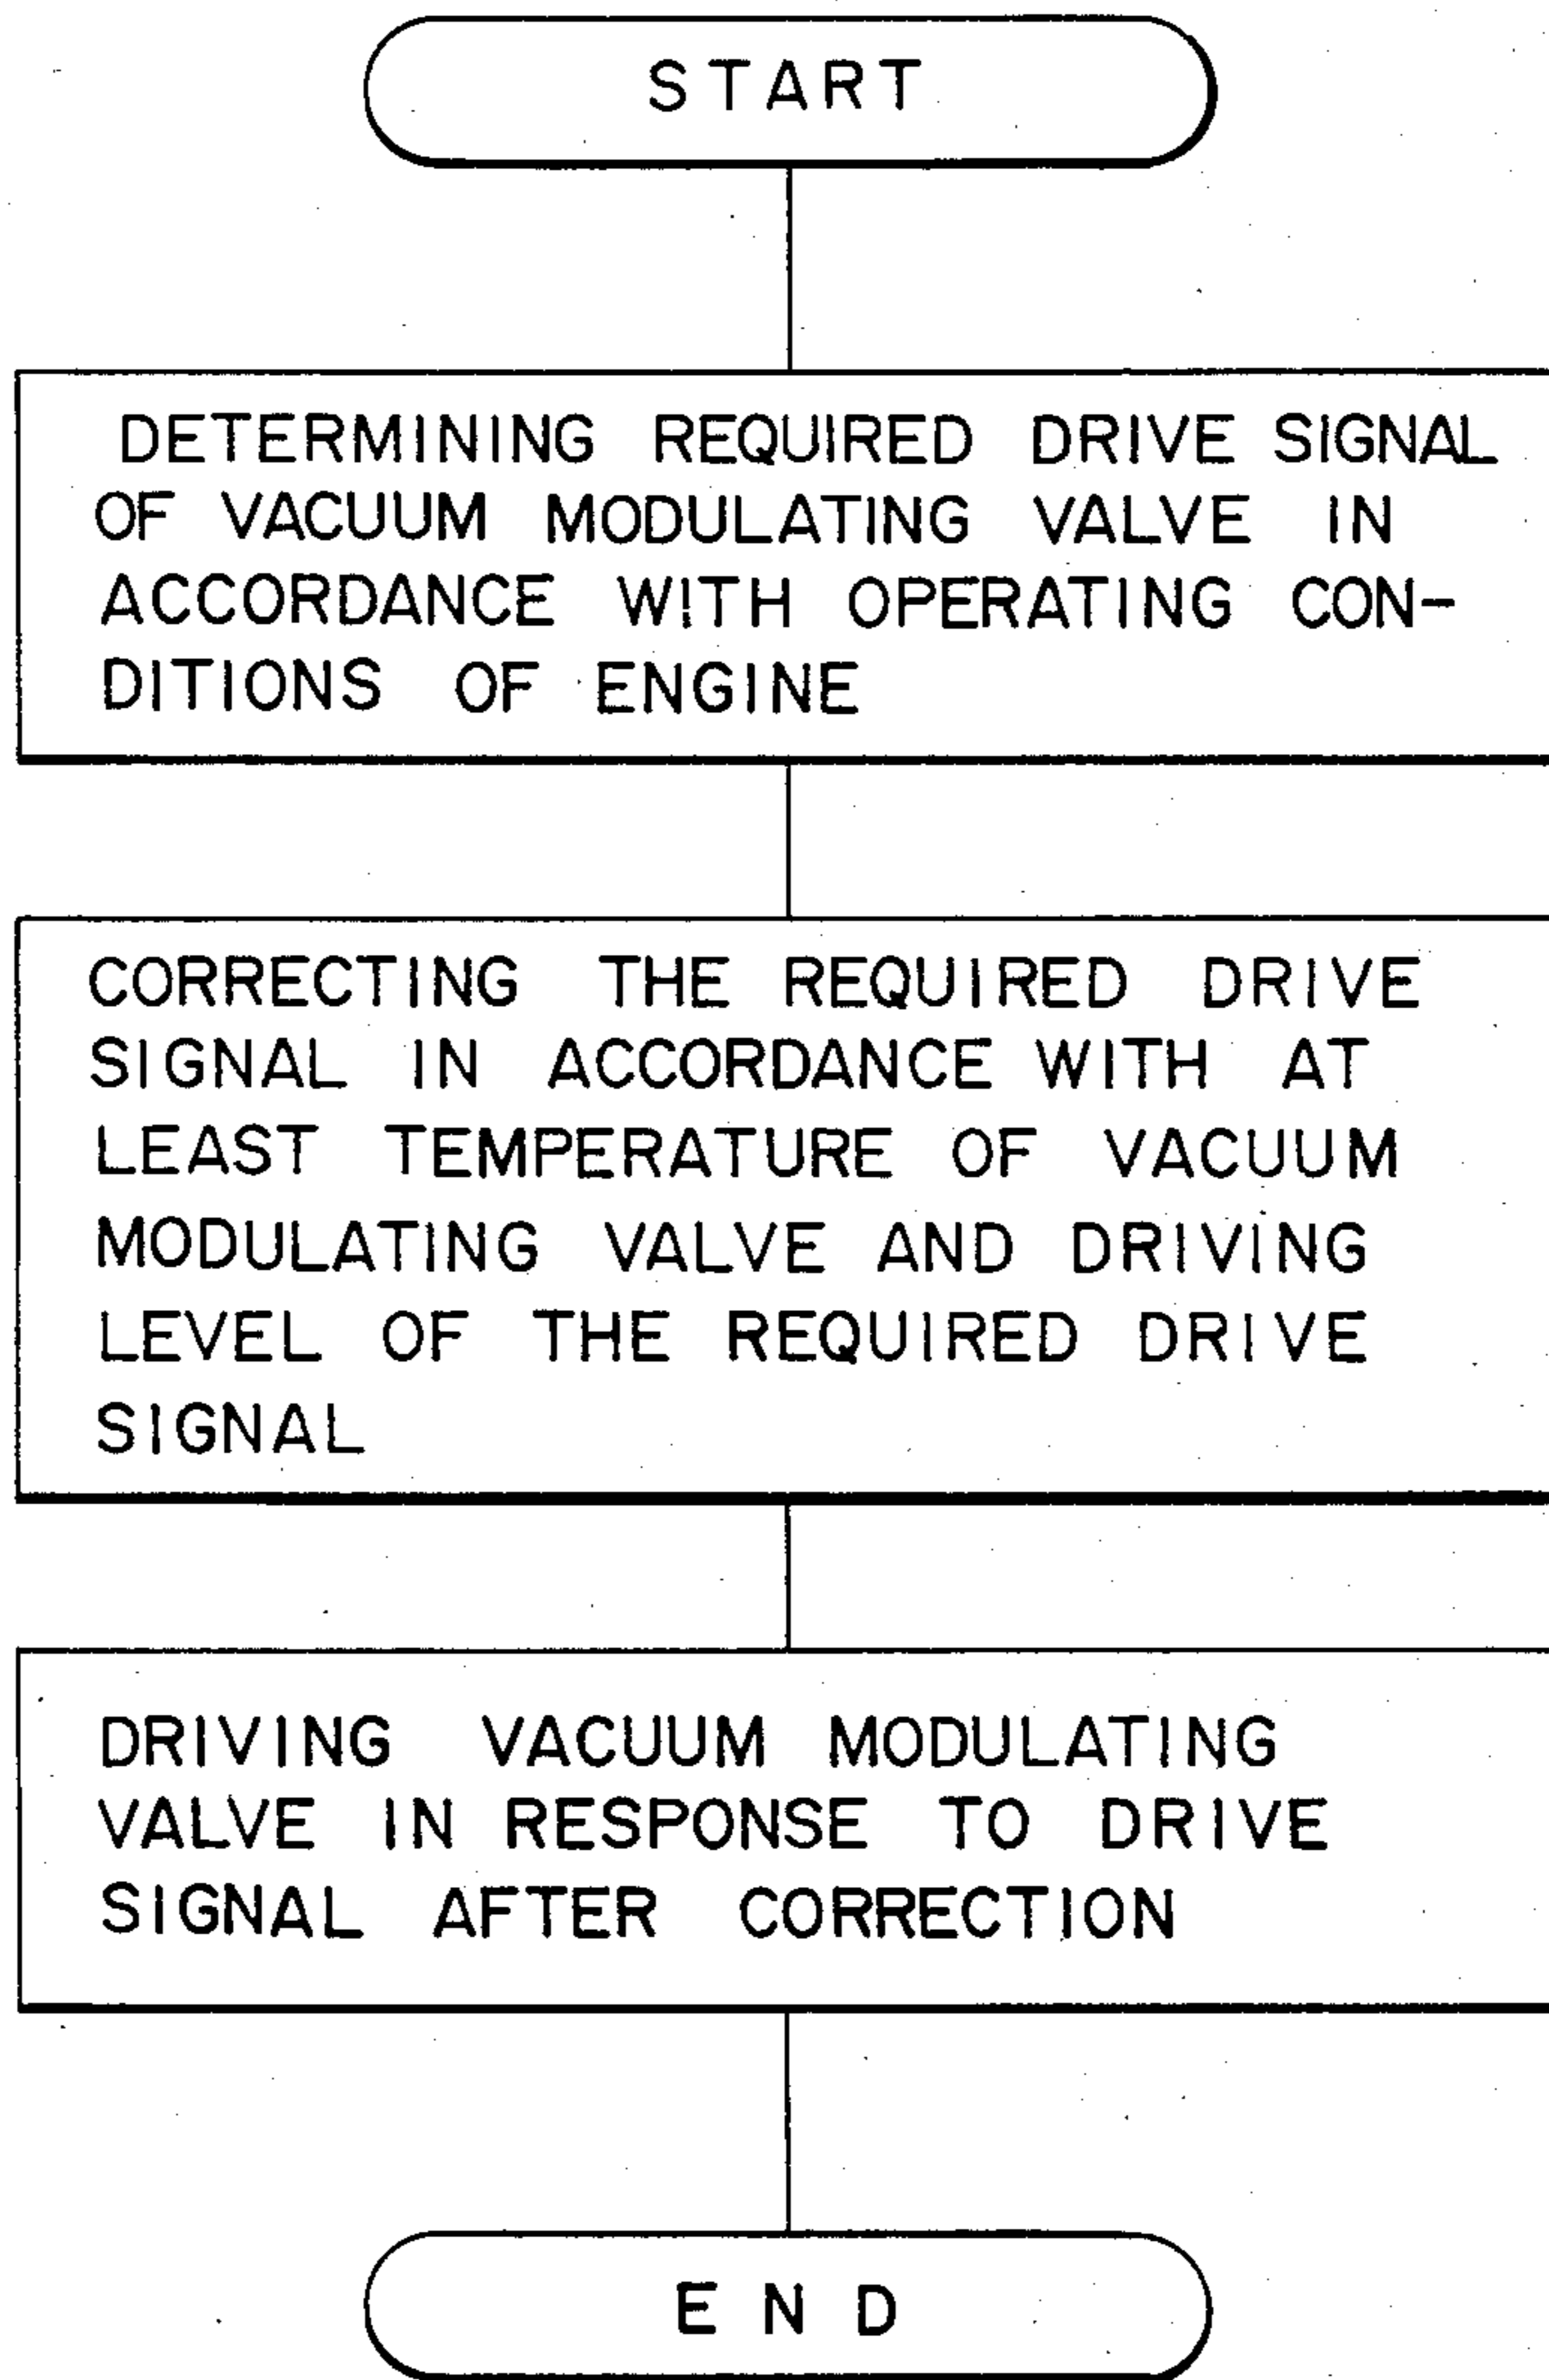 START
DETERMINING REQUIRED DRIVE SIGNAL
OF VACUUM MODULATING VALVE IN
ACCORDANCE WITH OPERATING CON-
DITIONS OF ENGINE
CORRECTING THE REQUIRED DRIVE
SIGNAL IN ACCORDANCE WITH AT
LEAST TEMPERATURE OF VACUUM
MODULATING VALVE AND DRIVING
LEVEL OF THE REQUIRED DRIVE
SIGNAL
DRIVING VACUUM MODULATING
VALVE IN RESPONSE TO DRIVE
SIGNAL AFTER CORRECTION
END